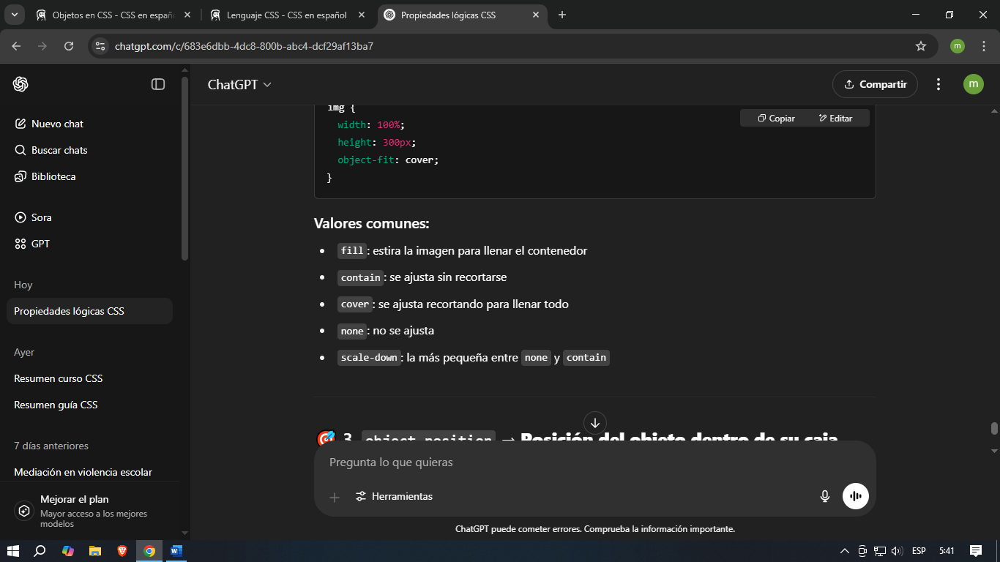 Objetos en CSS - CSS en español
Lenguaje CSS - CSS en español
Propiedades lógicas CSS
chatgpt.com/c/683e6dbb-4dc8-800b-abc4-dcf29af13ba7
m
ChatGPT
Compartir
m
Nuevo chat
Buscar chats
Biblioteca
Sora
GPT
Hoy
Propiedades lógicas CSS
Ayer
Resumen curso CSS
Resumen guía CSS
7 días anteriores
Mediación en violencia escolar
Mejorar el plan
Mayor acceso a los mejores
modelos
img {
Copiar
Editar
width: 100%;
height: 300px;
object-fit: cover;
}
Valores comunes:
fill: estira la imagen para llenar el contenedor
contain: se ajusta sin recortarse
cover: se ajusta recortando para llenar todo
none: no se ajusta
scale-down: la más pequeña entre none y contain
3. object-position → Posición del objeto dentro de su caja
Pregunta lo que quieras
Herramientas
ChatGPT puede cometer errores. Comprueba la información importante.
ESP
5:41